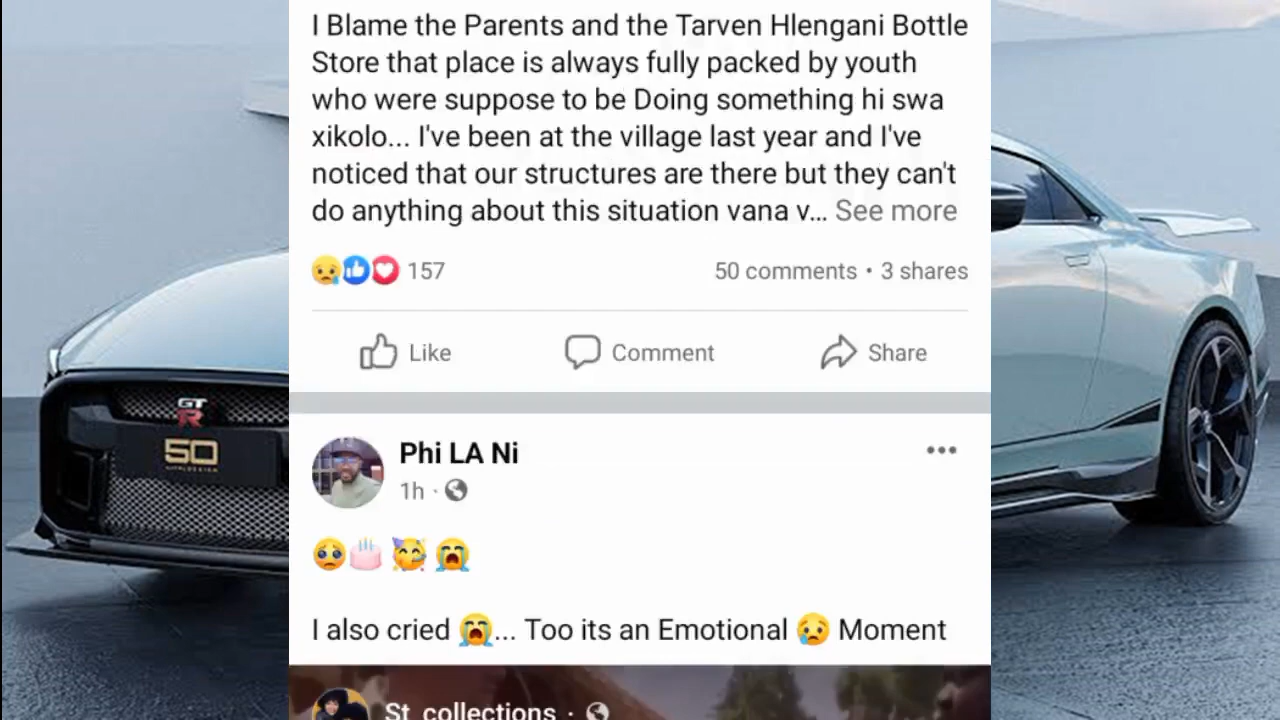 I Blame the Parents and the Tarven Hlengani Bottle
Store that place is always fully packed by youth
who were suppose to be Doing something hi swa
xikolo... I've been at the village last year and I've
noticed that our structures are there but they can't
do anything about this situation vana v... See more
157
50 comments • 3 shares
Like
Comment
Share
Phi LA Ni
1h ·
🥺🎂🥳😭
I also cried 😭... Too its an Emotional 😢 Moment
St_collections ·
GT
R
50